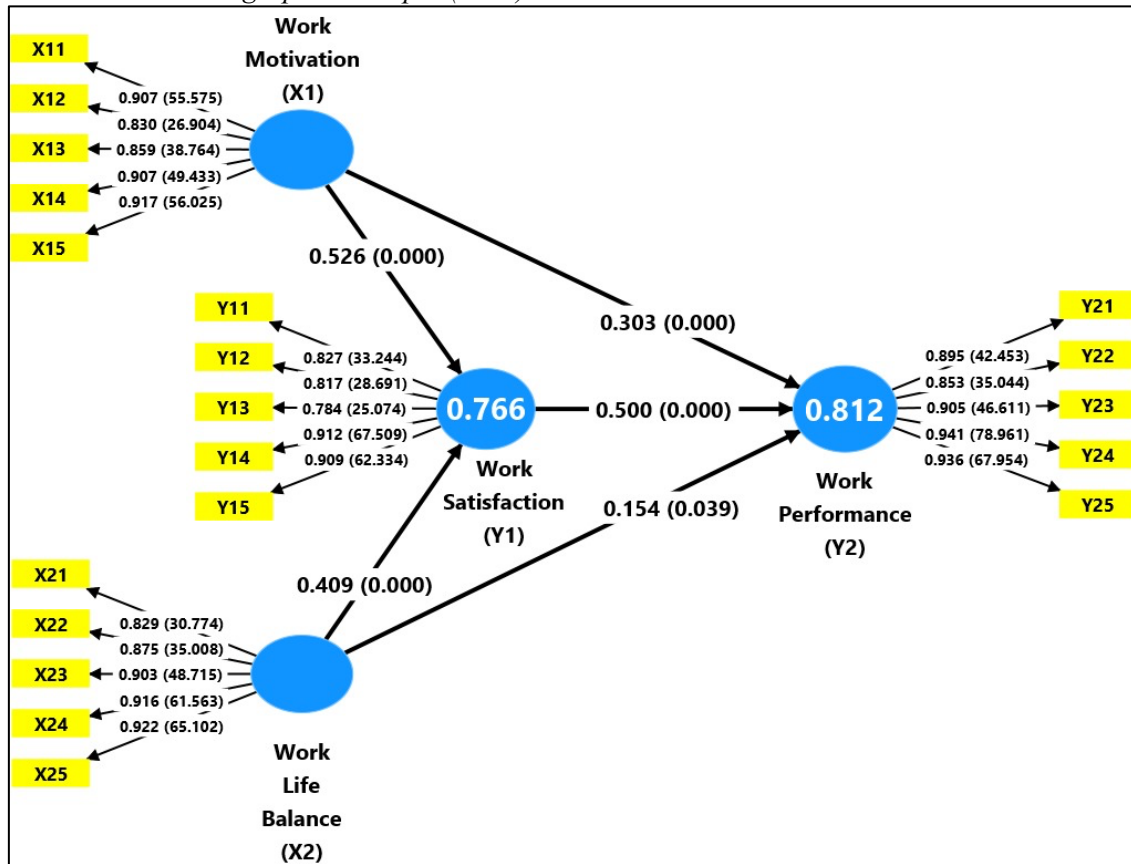 Work
Motivation
(X1)
X11
X12
X13
X14
X15
0.907 (55.575)
0.830 (26.904)
0.859 (38.764)
0.907 (49.433)
0.917 (56.025)
0.526 (0.000)
0.303 (0.000)
Y11
Y12
Y13
Y14
Y15
0.827 (33.244)
0.817 (28.691)
0.784 (25.074)
0.912 (67.509)
0.909 (62.334)
0.766
Work
Satisfaction
(Y1)
0.500 (0.000)
0.812
Work
Performance
(Y2)
0.895 (42.453)
0.853 (35.044)
0.905 (46.611)
0.941 (78.961)
0.936 (67.954)
Y21
Y22
Y23
Y24
Y25
0.154 (0.039)
0.409 (0.000)
X21
X22
X23
X24
X25
0.829 (30.774)
0.875 (35.008)
0.903 (48.715)
0.916 (61.563)
0.922 (65.102)
Work
Life
Balance
(X2)